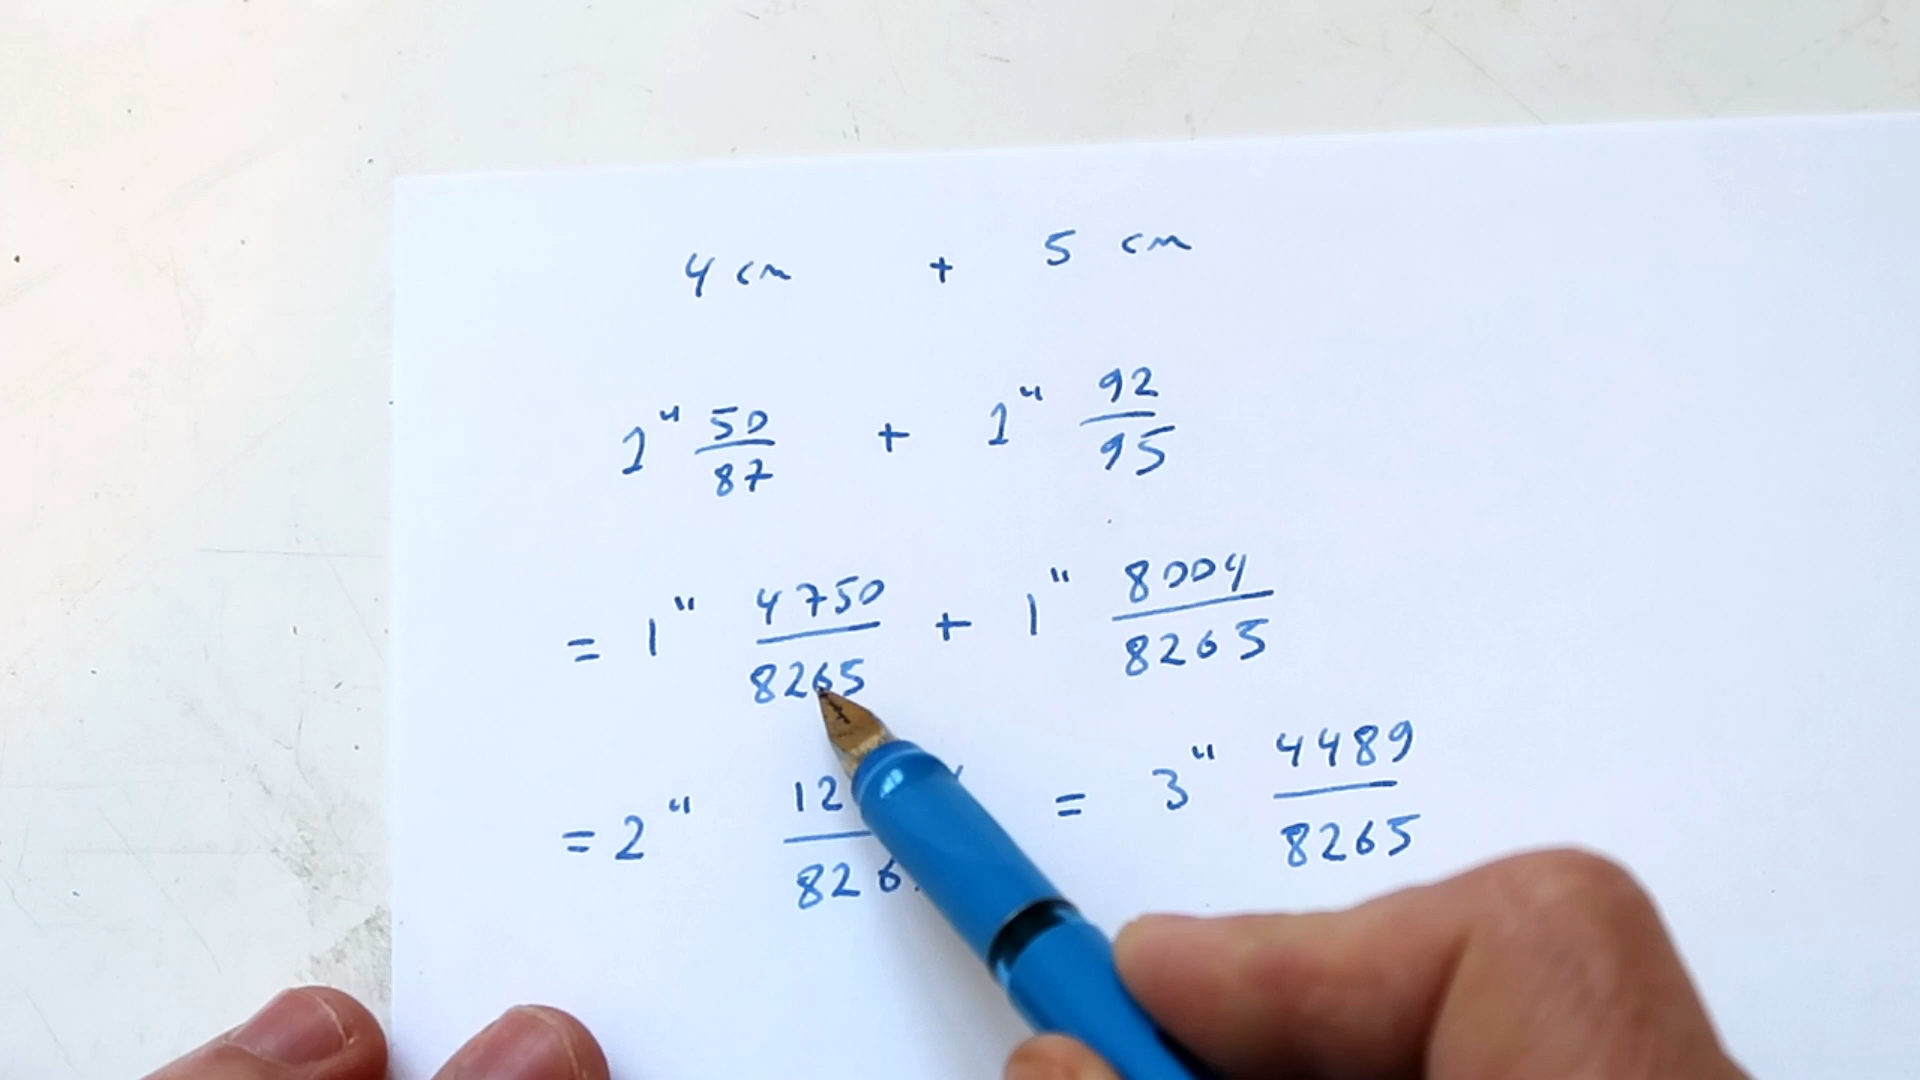 4 cm + 5 cm
1" 50/87 + 1" 92/95
= 1" 4750/8265 + 1" 8004/8265
= 2" = 3" 4489/8265